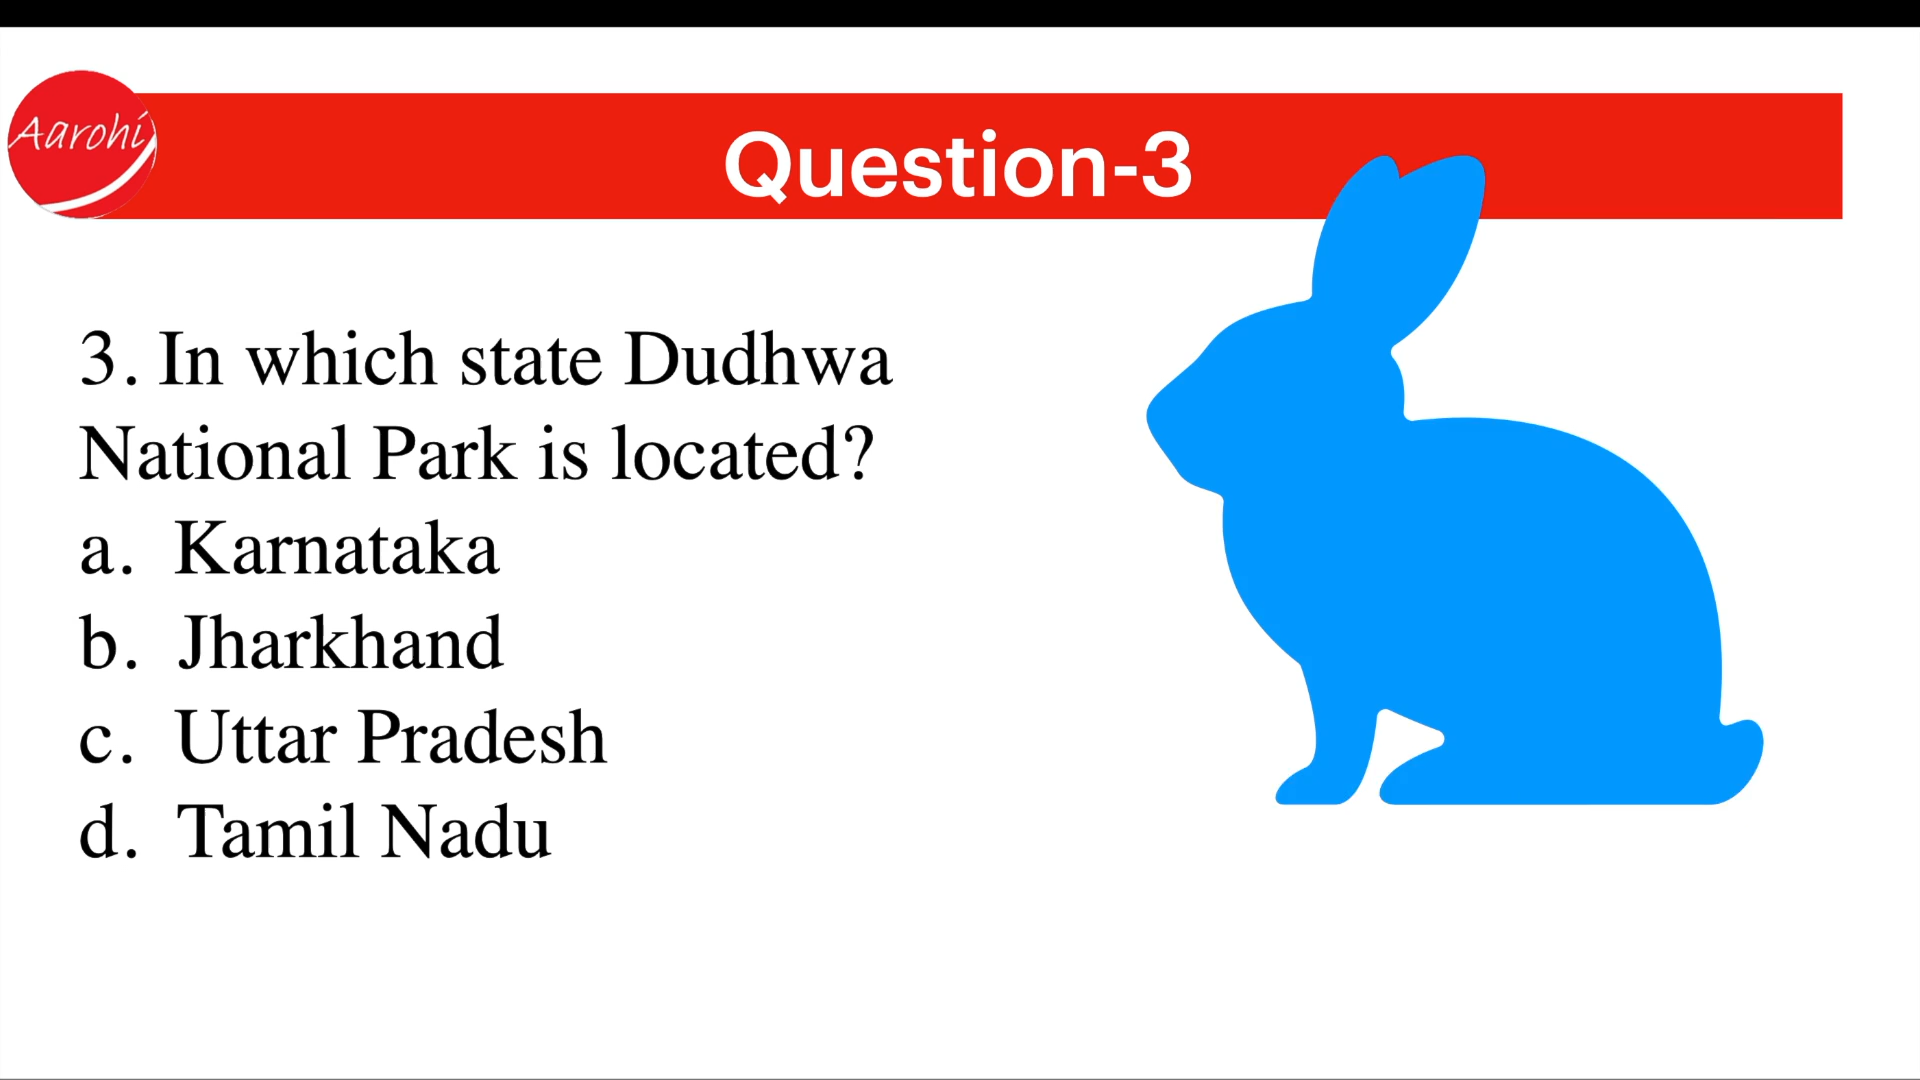 Aarohi
Question-3
3. In which state Dudhwa
National Park is located?
a. Karnataka
b. Jharkhand
c. Uttar Pradesh
d. Tamil Nadu